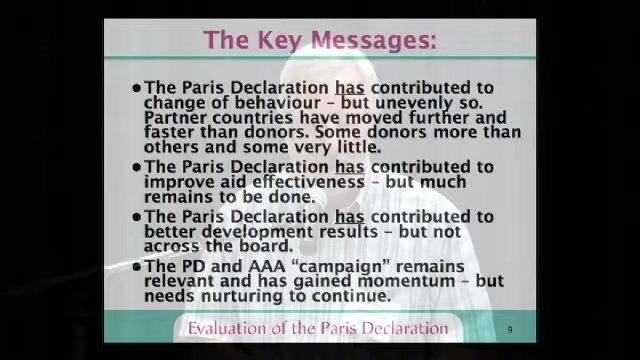 The Key Messages:
•The Paris Declaration has contributed to
change of behaviour – but unevenly so.
Partner countries have moved further and
faster than donors. Some donors more than
others and some very little.
•The Paris Declaration has contributed to
improve aid effectiveness – but much
remains to be done.
•The Paris Declaration has contributed to
better development results – but not
across the board.
•The PD and AAA “campaign” remains
relevant and has gained momentum – but
needs nurturing to continue.
Evaluation of the Paris Declaration
9